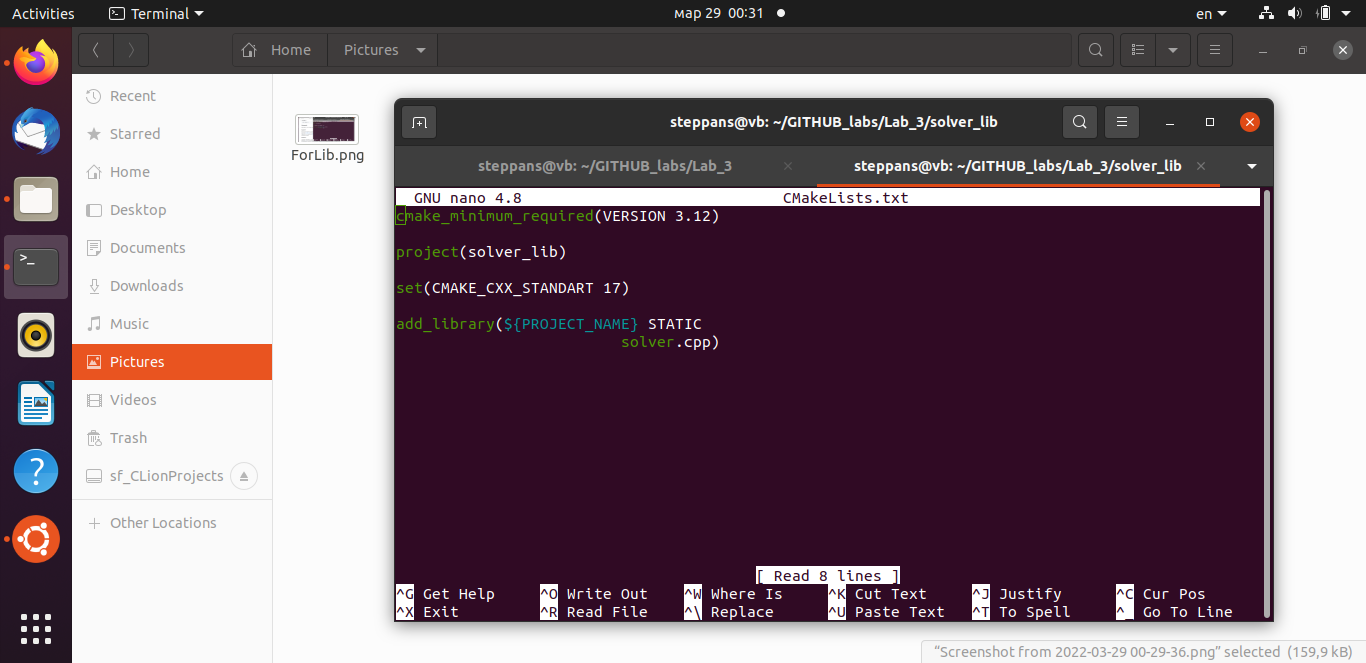 Activities
Terminal
мар 29 00:31
en
Home
Pictures
Recent
Starred
Home
Desktop
Documents
Downloads
Music
Pictures
Videos
Trash
sf_CLionProjects
Other Locations
ForLib.png
steppans@vb: ~/GITHUB_labs/Lab_3/solver_lib
steppans@vb: ~/GITHUB_labs/Lab_3
steppans@vb: ~/GITHUB_labs/Lab_3/solver_lib
GNU nano 4.8 CMakeLists.txt
cmake_minimum_required(VERSION 3.12)
project(solver_lib)
set(CMAKE_CXX_STANDART 17)
add_library(${PROJECT_NAME} STATIC
solver.cpp)
[ Read 8 lines ]
^G Get Help ^O Write Out ^W Where Is ^K Cut Text ^J Justify ^C Cur Pos
^X Exit ^R Read File ^\ Replace ^U Paste Text ^T To Spell ^_ Go To Line
“Screenshot from 2022-03-29 00-29-36.png” selected (159,9 kB)